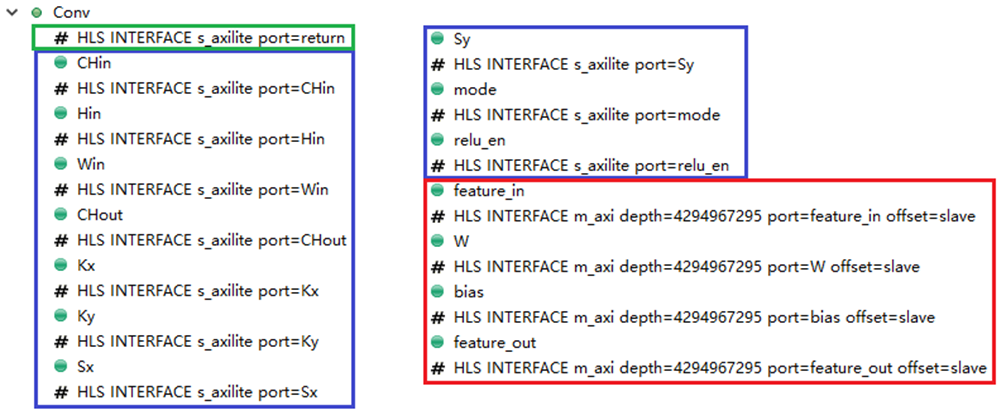 Conv
# HLS INTERFACE s_axilite port=return
CHin
# HLS INTERFACE s_axilite port=CHin
Hin
# HLS INTERFACE s_axilite port=Hin
Win
# HLS INTERFACE s_axilite port=Win
CHout
# HLS INTERFACE s_axilite port=CHout
Kx
# HLS INTERFACE s_axilite port=Kx
Ky
# HLS INTERFACE s_axilite port=Ky
Sx
# HLS INTERFACE s_axilite port=Sx
Sy
# HLS INTERFACE s_axilite port=Sy
mode
# HLS INTERFACE s_axilite port=mode
relu_en
# HLS INTERFACE s_axilite port=relu_en
feature_in
# HLS INTERFACE m_axi depth=4294967295 port=feature_in offset=slave
W
# HLS INTERFACE m_axi depth=4294967295 port=W offset=slave
bias
# HLS INTERFACE m_axi depth=4294967295 port=bias offset=slave
feature_out
# HLS INTERFACE m_axi depth=4294967295 port=feature_out offset=slave